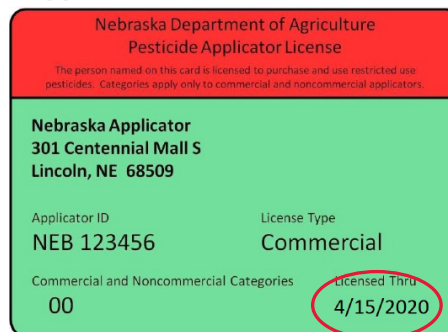 Nebraska Department of Agriculture
Pesticide Applicator License
The person named on this card is licensed to purchase and use restricted use
pesticides. Categories apply only to commercial and noncommercial applicators.
Nebraska Applicator
301 Centennial Mall S
Lincoln, NE 68509
Applicator ID License Type
NEB 123456 Commercial
Commercial and Noncommercial Categories Licensed Thru
00 4/15/2020